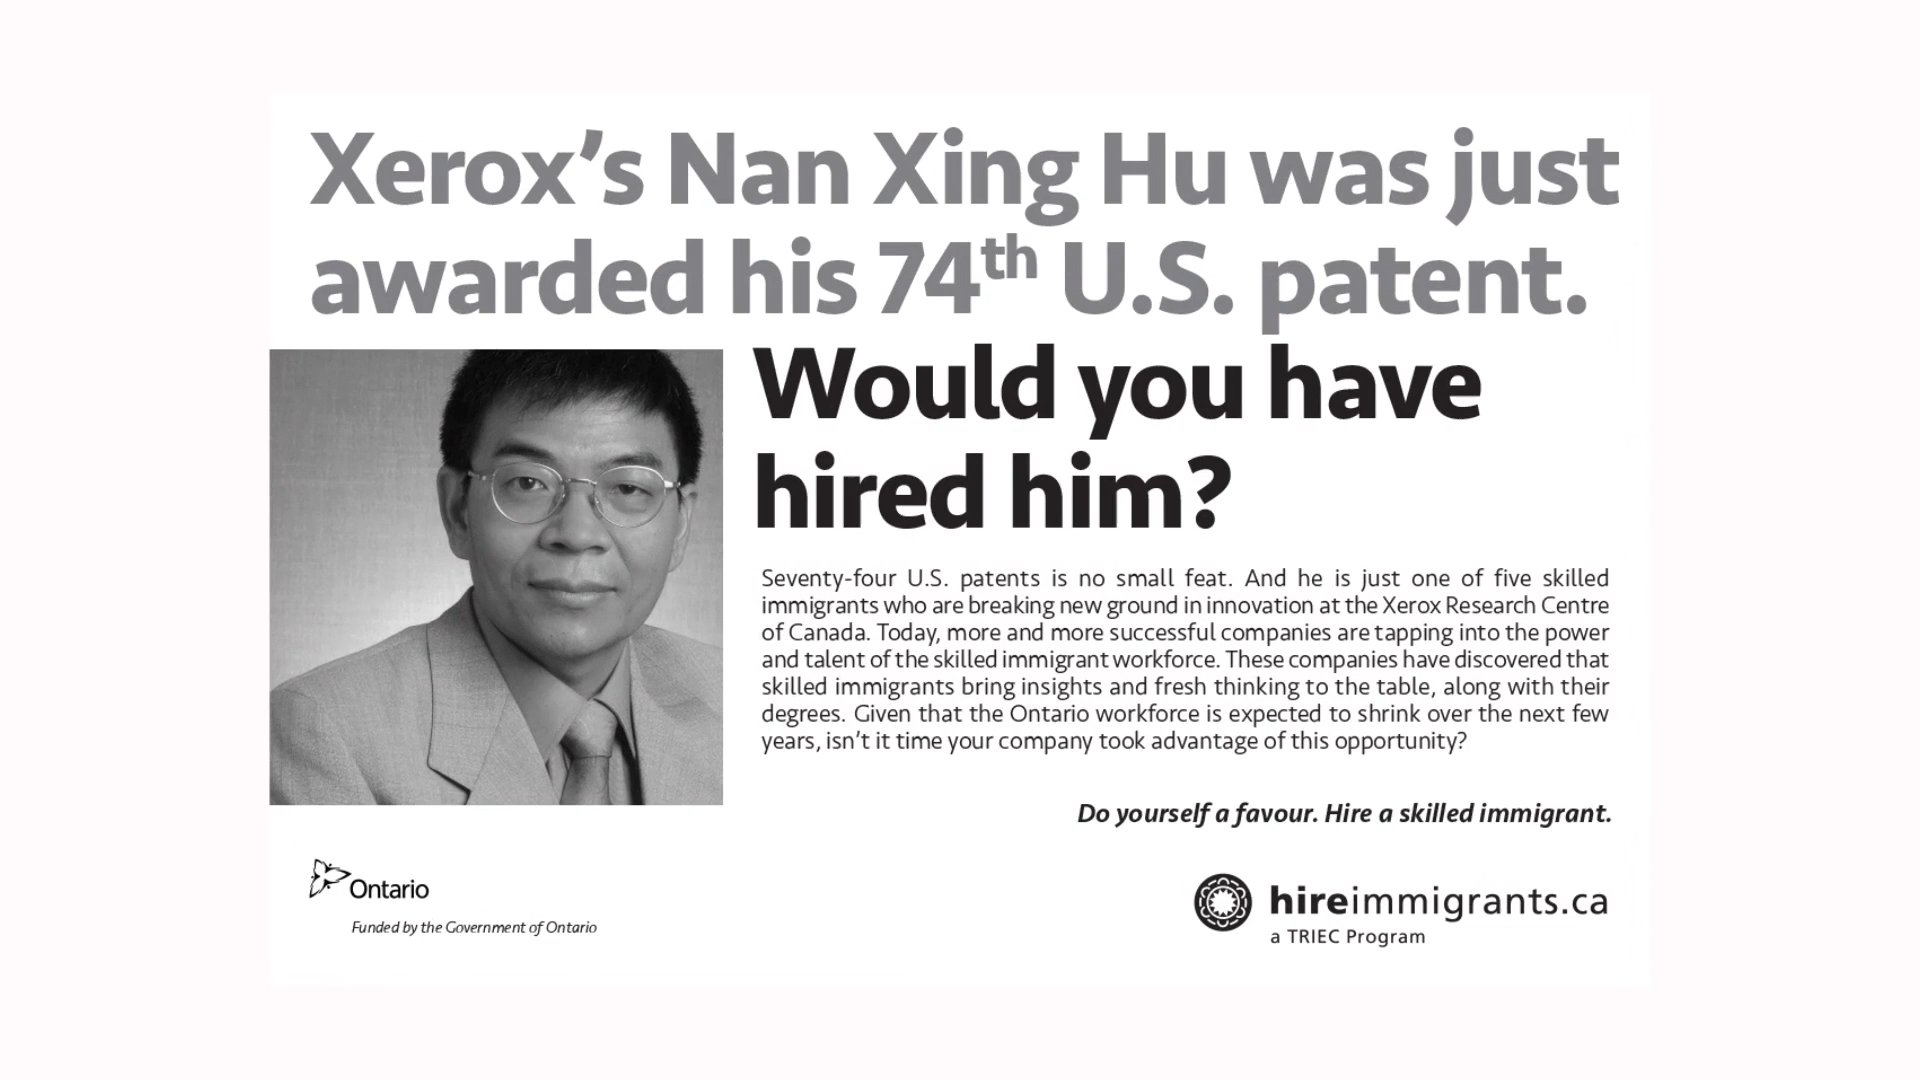 Xerox’s Nan Xing Hu was just
awarded his 74th U.S. patent.
Would you have
hired him?
Seventy-four U.S. patents is no small feat. And he is just one of five skilled
immigrants who are breaking new ground in innovation at the Xerox Research Centre
of Canada. Today, more and more successful companies are tapping into the power
and talent of the skilled immigrant workforce. These companies have discovered that
skilled immigrants bring insights and fresh thinking to the table, along with their
degrees. Given that the Ontario workforce is expected to shrink over the next few
years, isn’t it time your company took advantage of this opportunity?
Do yourself a favour. Hire a skilled immigrant.
Ontario
Funded by the Government of Ontario
hireimmigrants.ca
a TRIEC Program